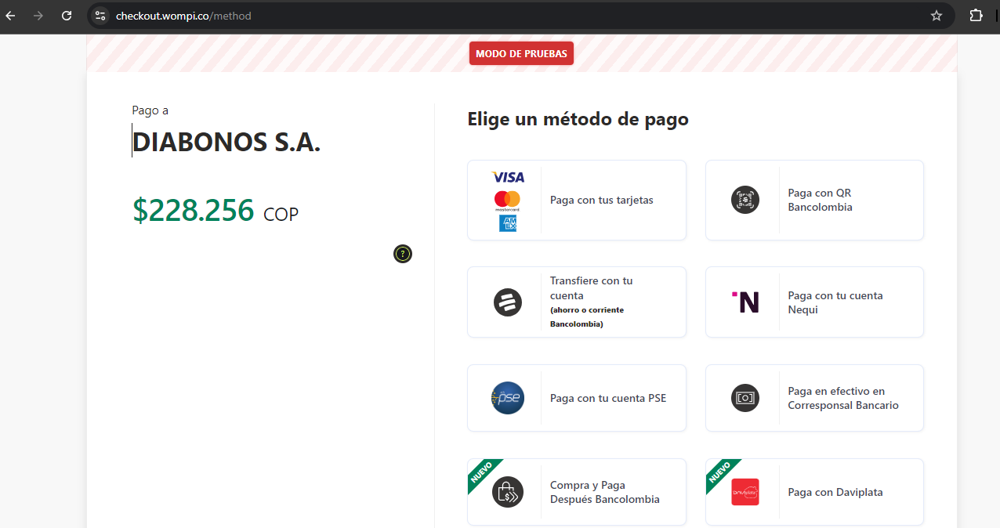 checkout.wompi.co/method
MODO DE PRUEBAS
Pago a
DIABONOS S.A.
$228.256 COP
?
Elige un método de pago
VISA
mastercard
AM
EX
Paga con tus tarjetas
Paga con QR
Bancolombia
Transfiere con tu
cuenta
(ahorro o corriente
Bancolombia)
N
Paga con tu cuenta
Nequi
pse
Paga con tu cuenta PSE
Paga en efectivo en
Corresponsal Bancario
NUEVO
Compra y Paga
Después Bancolombia
NUEVO
DAVIplata
Paga con Daviplata